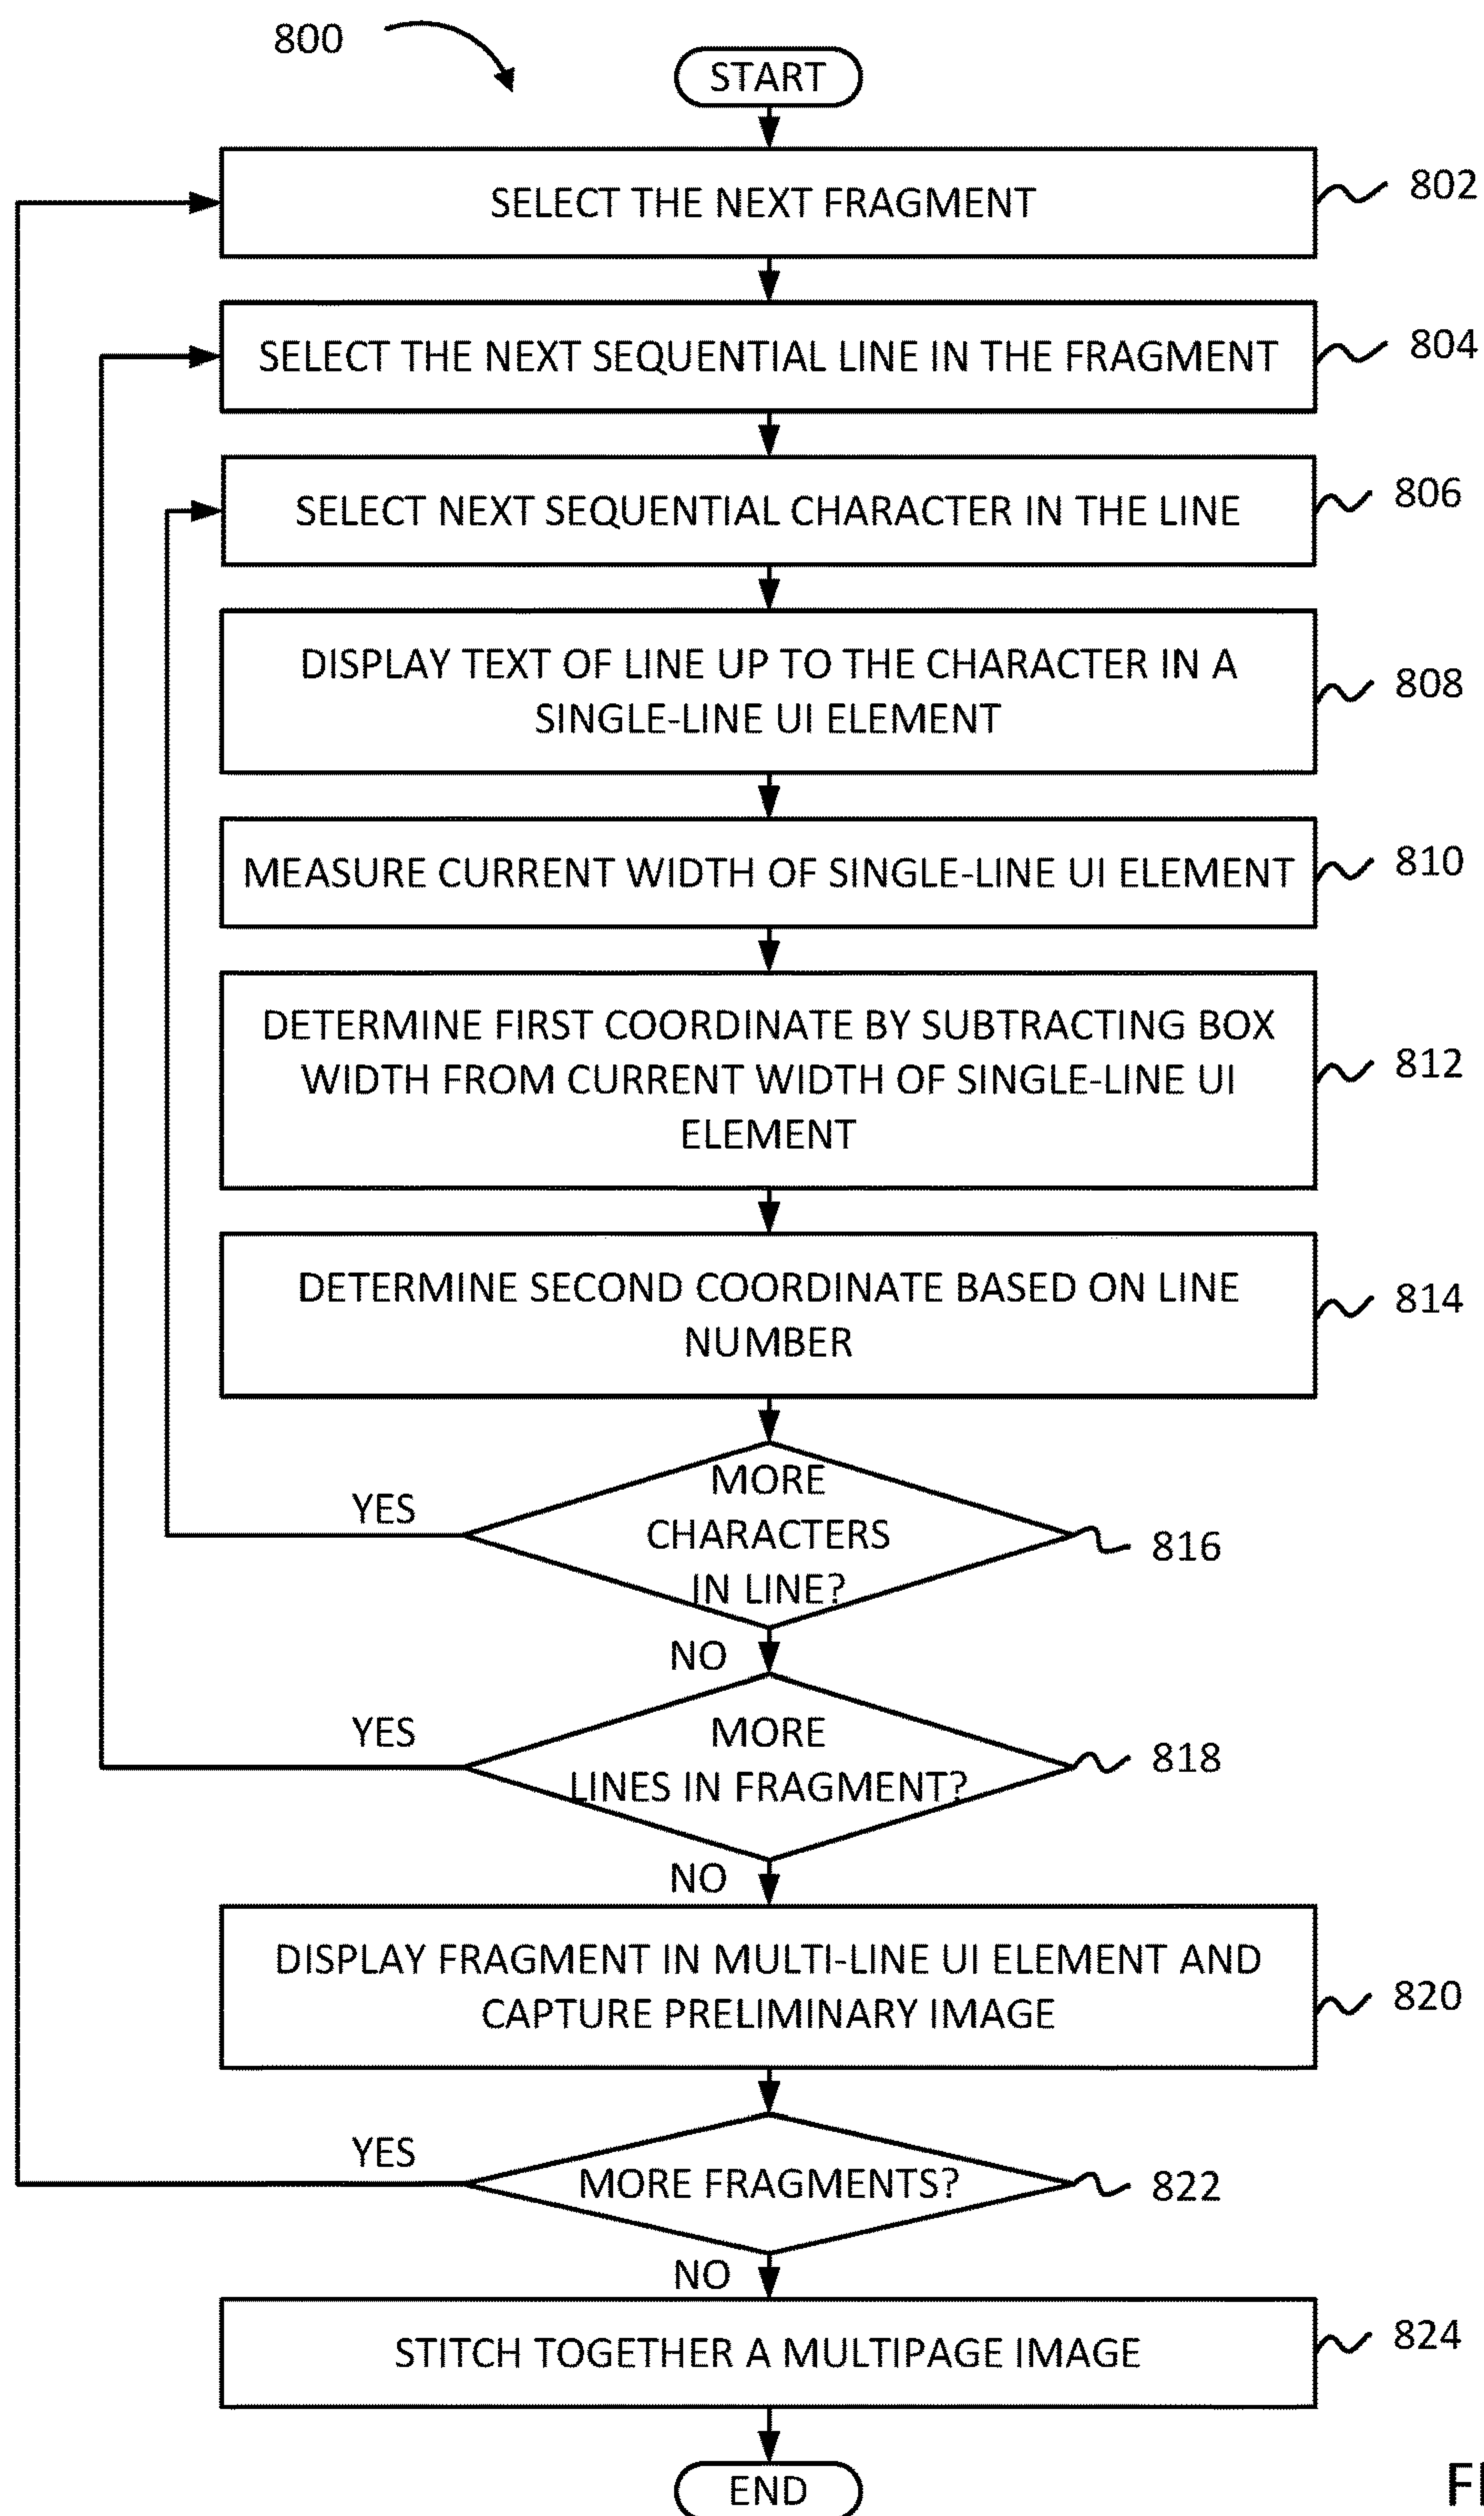 800
START
SELECT THE NEXT FRAGMENT
802
SELECT THE NEXT SEQUENTIAL LINE IN THE FRAGMENT
804
SELECT NEXT SEQUENTIAL CHARACTER IN THE LINE
806
DISPLAY TEXT OF LINE UP TO THE CHARACTER IN A
SINGLE-LINE UI ELEMENT
808
MEASURE CURRENT WIDTH OF SINGLE-LINE UI ELEMENT
810
DETERMINE FIRST COORDINATE BY SUBTRACTING BOX
WIDTH FROM CURRENT WIDTH OF SINGLE-LINE UI
ELEMENT
812
DETERMINE SECOND COORDINATE BASED ON LINE
NUMBER
814
YES
MORE
CHARACTERS
IN LINE?
816
NO
YES
MORE
LINES IN FRAGMENT?
818
NO
DISPLAY FRAGMENT IN MULTI-LINE UI ELEMENT AND
CAPTURE PRELIMINARY IMAGE
820
YES
MORE FRAGMENTS?
822
NO
STITCH TOGETHER A MULTIPAGE IMAGE
824
END